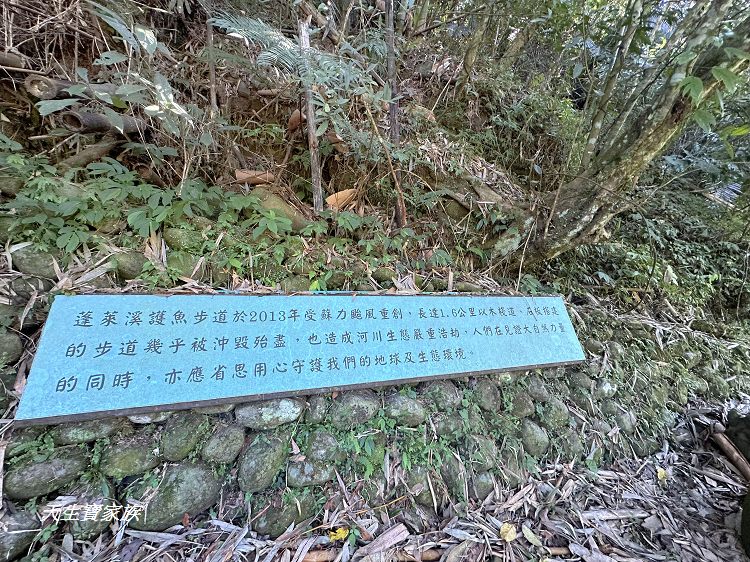 蓬萊溪護魚步道於2013年受蘇力颱風重創，長達1.6公里以木棧道、石板鋪造
的步道幾乎被沖毀殆盡，也造成河川生態嚴重浩劫，人們在見證大自然力量
的同時，亦應省思用心守護我們的地球及生態環境。
天生寶家族